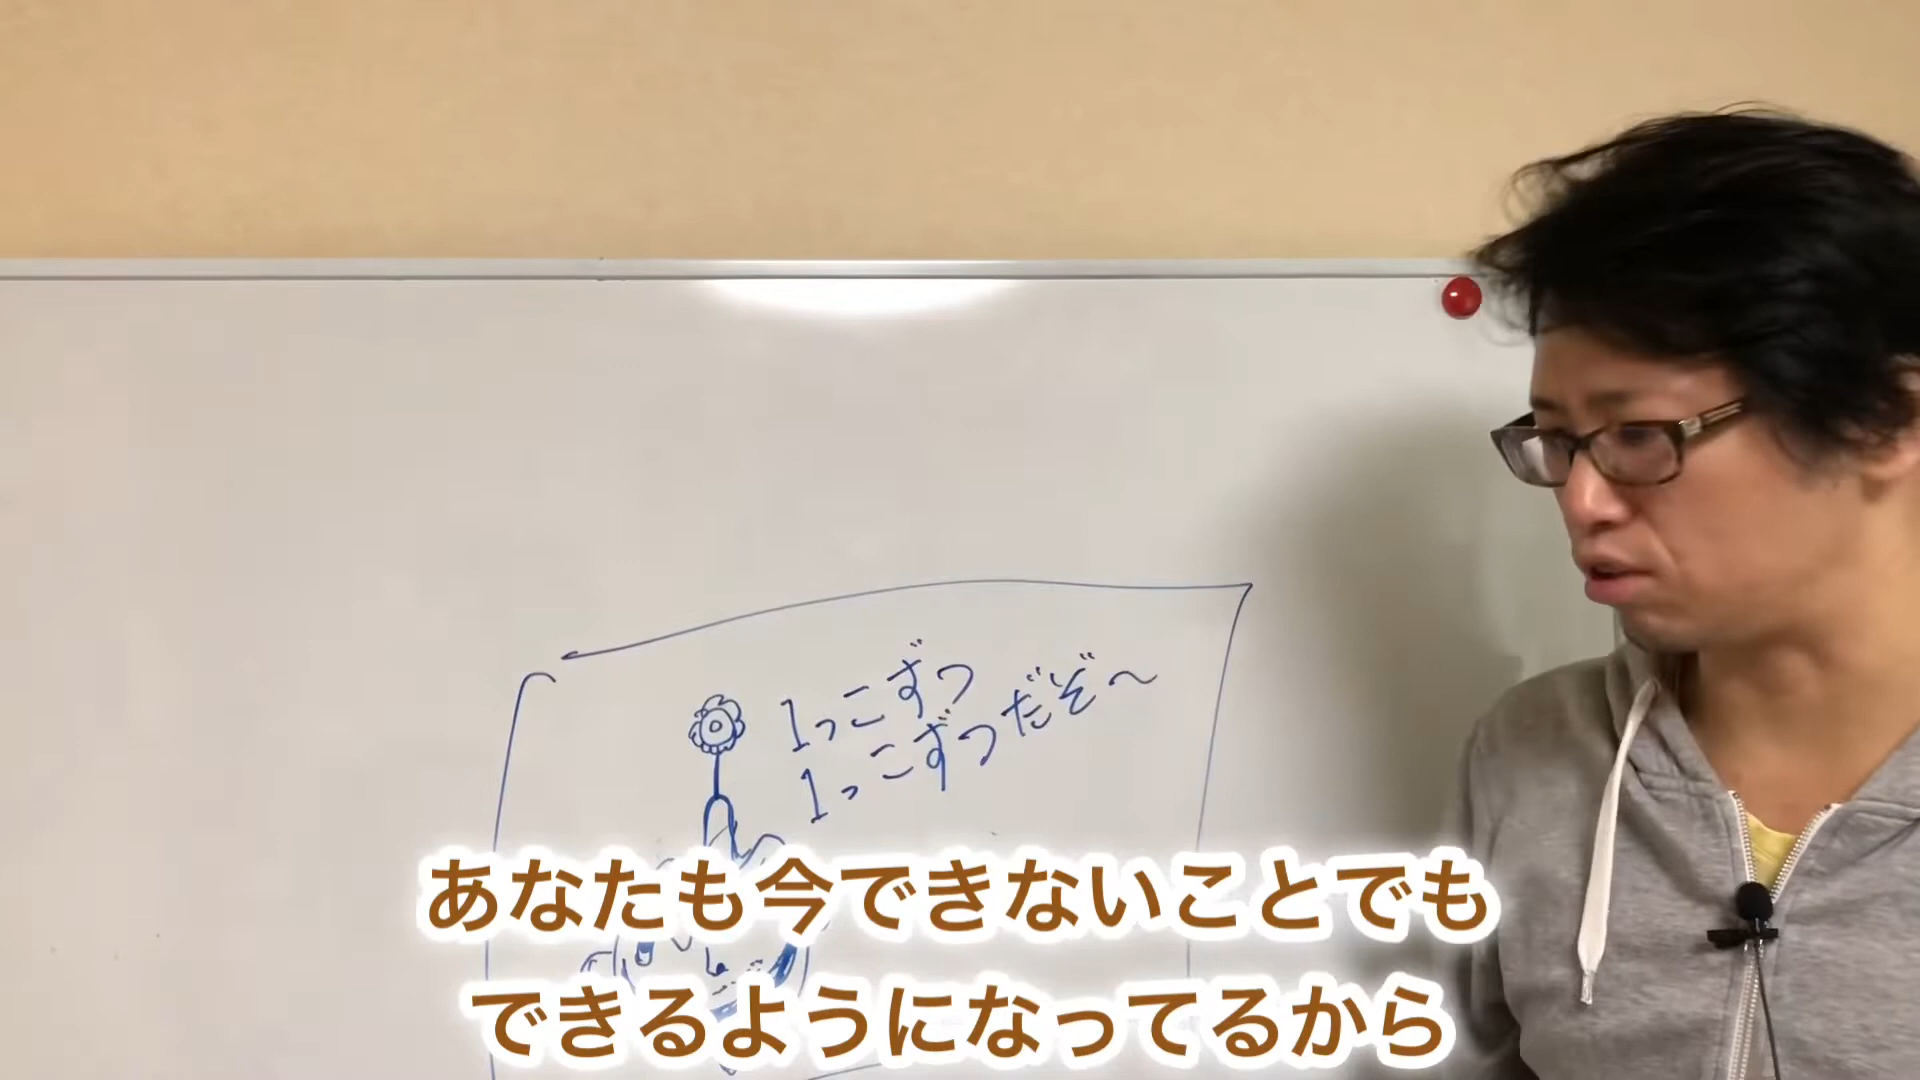 1っこずつ
1っこずつだぞ〜
あなたも今できないことでも
できるようになってるから